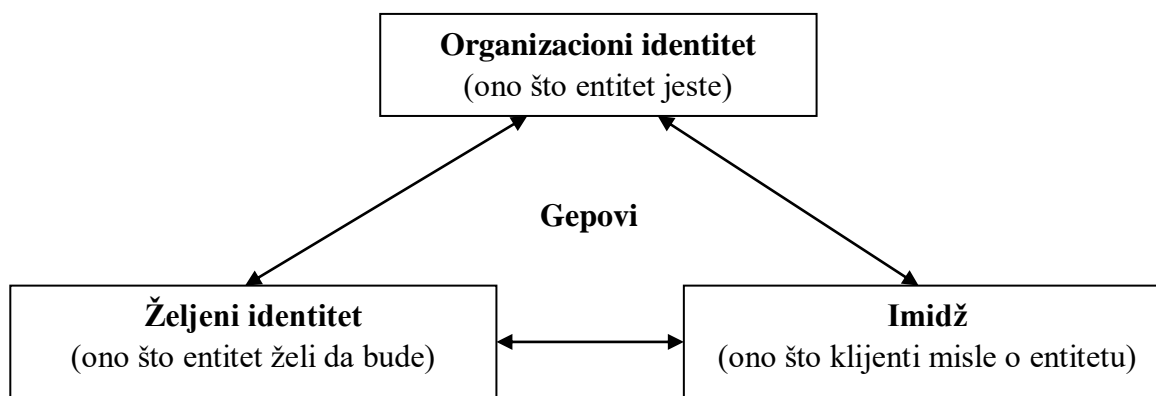 Organizacioni identitet
(ono što entitet jeste)
Gepovi
Željeni identitet
(ono što entitet želi da bude)
Imidž
(ono što klijenti misle o entitetu)